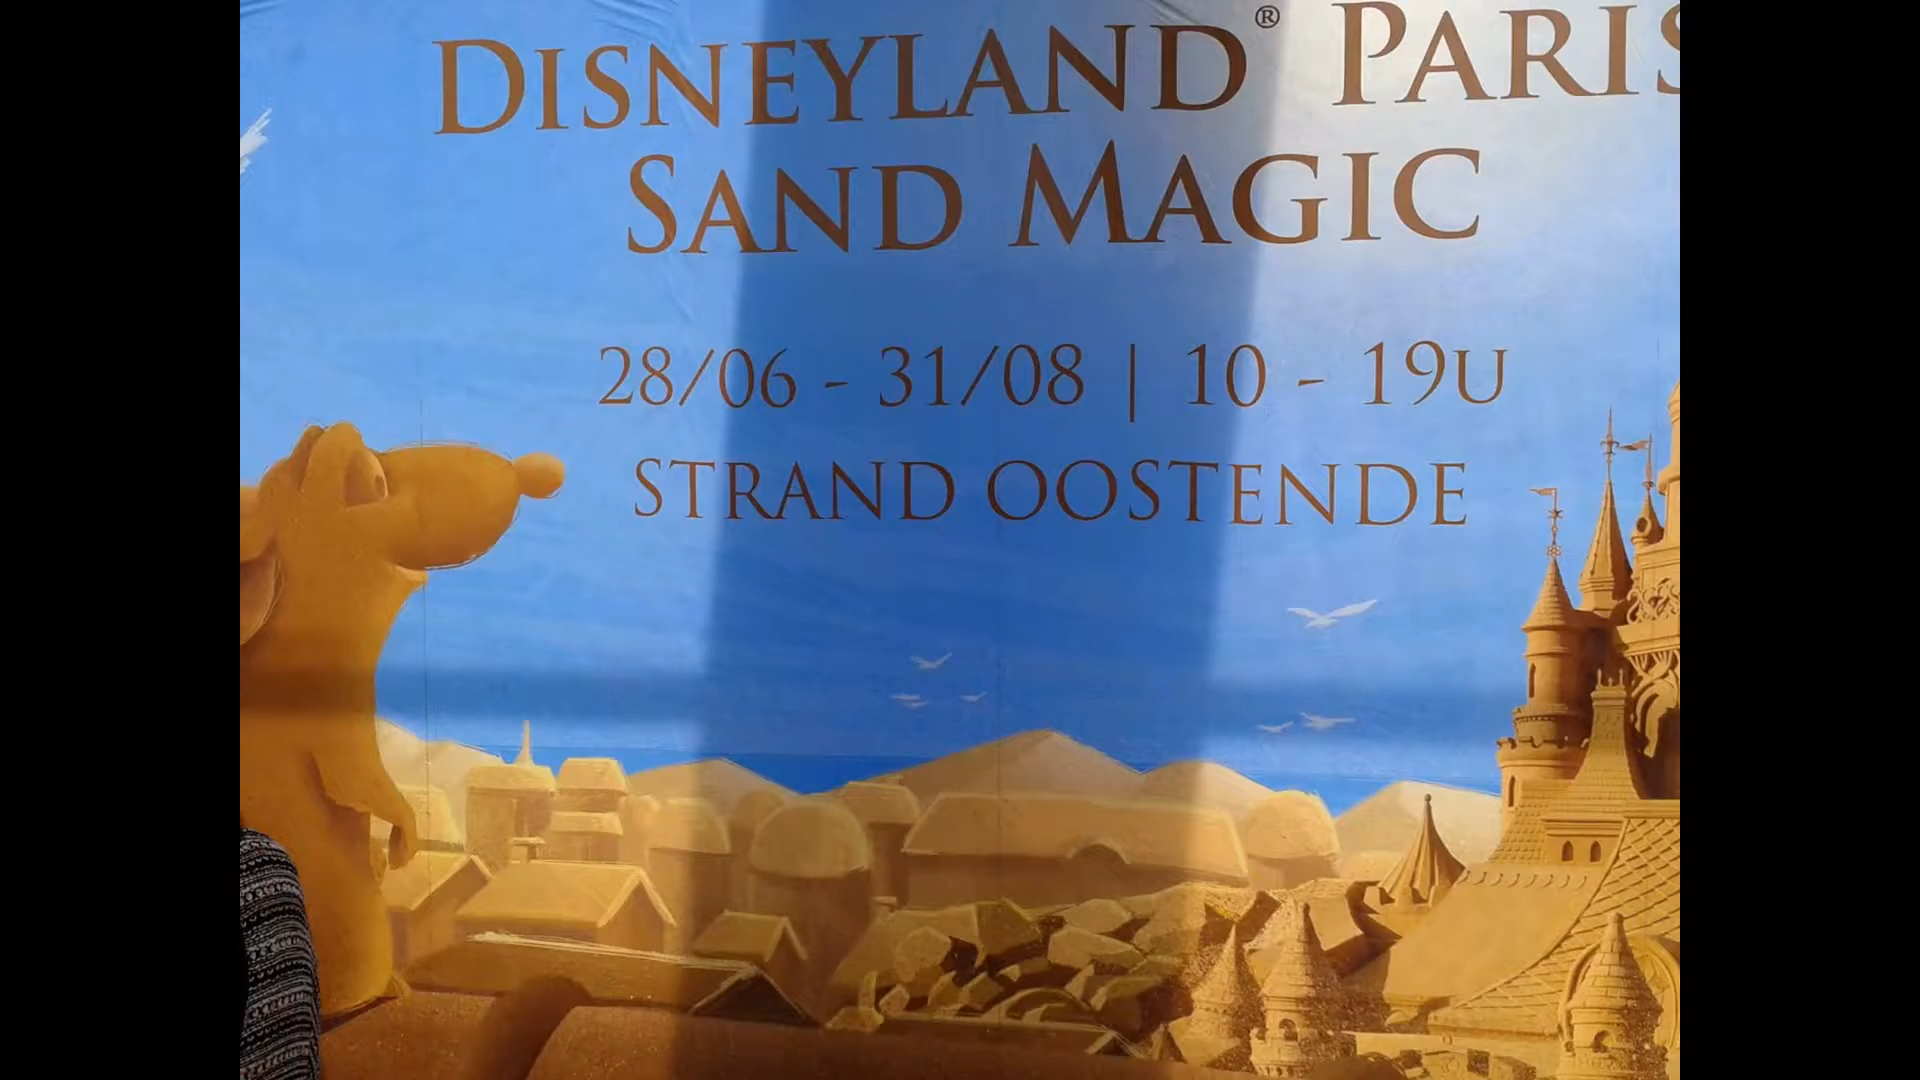 DISNEYLAND® PARIS
SAND MAGIC
28/06 - 31/08 | 10 - 19U
STRAND OOSTENDE